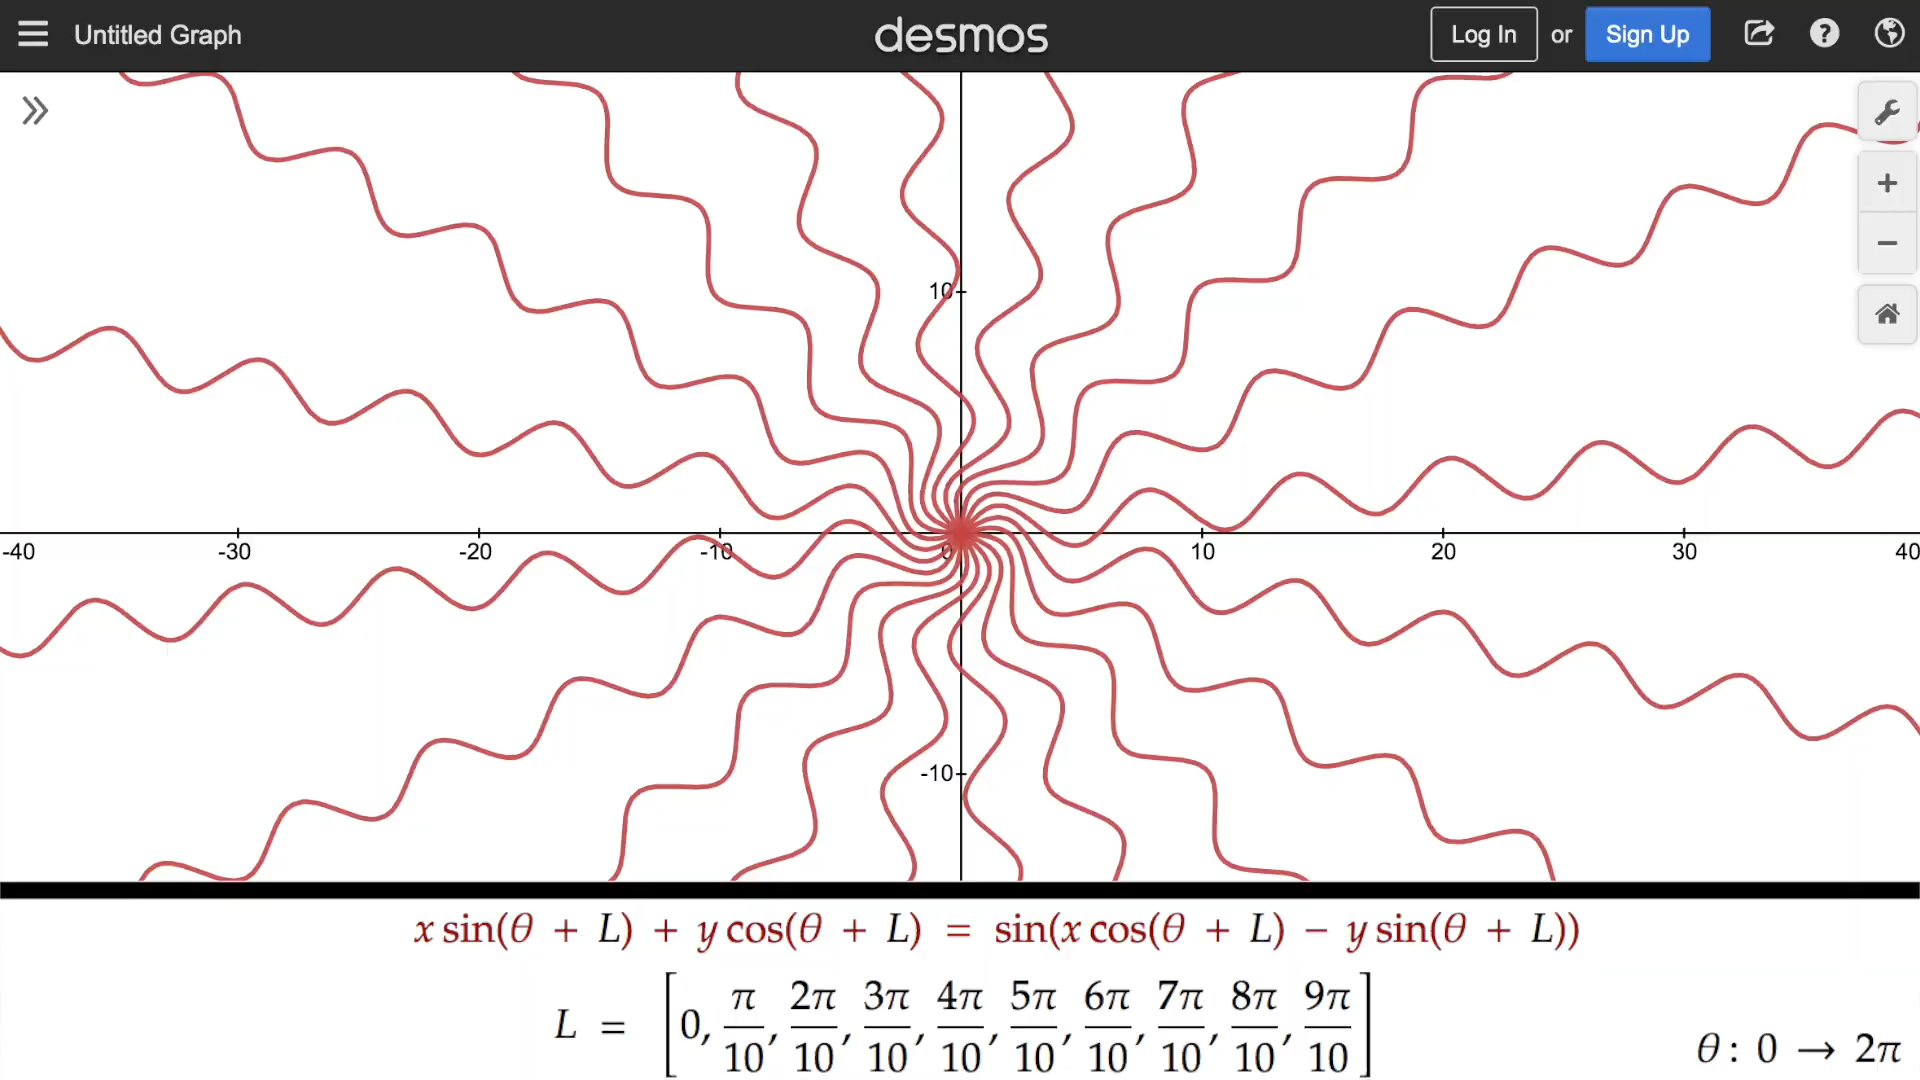 Untitled Graph
desmos
Log In or Sign Up
10
-40 -30 -20 -10 0 10 20 30 40
-10
x sin(θ + L) + y cos(θ + L) = sin(x cos(θ + L) − y sin(θ + L))
L = [0, π/10, 2π/10, 3π/10, 4π/10, 5π/10, 6π/10, 7π/10, 8π/10, 9π/10]
θ: 0 → 2π